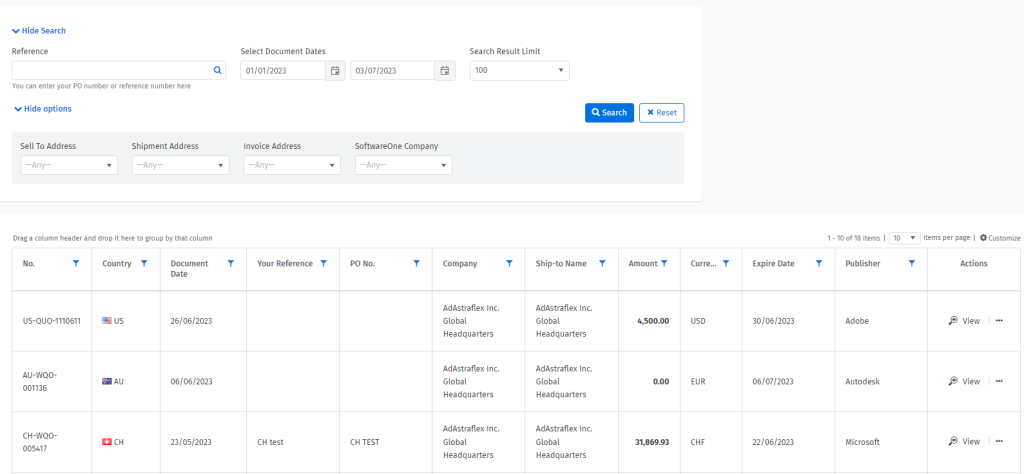 Hide Search
Reference
Select Document Dates
Search Result Limit
01/01/2023
03/07/2023
100
You can enter your PO number or reference number here
Hide options
Search
Reset
Sell To Address
Shipment Address
Invoice Address
SoftwareOne Company
—Any—
—Any—
—Any—
—Any—
Drag a column header and drop it here to group by that column
1 - 10 of 18 items | 10 items per page | Customize
No.
Country
Document
Date
Your Reference
PO No.
Company
Ship-to Name
Amount
Curre...
Expire Date
Publisher
Actions
US-QUO-1110611
US
26/06/2023
AdAstraflex Inc.
Global
Headquarters
AdAstraflex Inc.
Global
Headquarters
4,500.00
USD
30/06/2023
Adobe
View
AU-WQO-
001136
AU
06/06/2023
AdAstraflex Inc.
Global
Headquarters
AdAstraflex Inc.
Global
Headquarters
0.00
EUR
06/07/2023
Autodesk
View
CH-WQO-
005417
CH
23/05/2023
CH test
CH TEST
AdAstraflex Inc.
Global
Headquarters
AdAstraflex Inc.
Global
Headquarters
31,869.93
CHF
22/06/2023
Microsoft
View